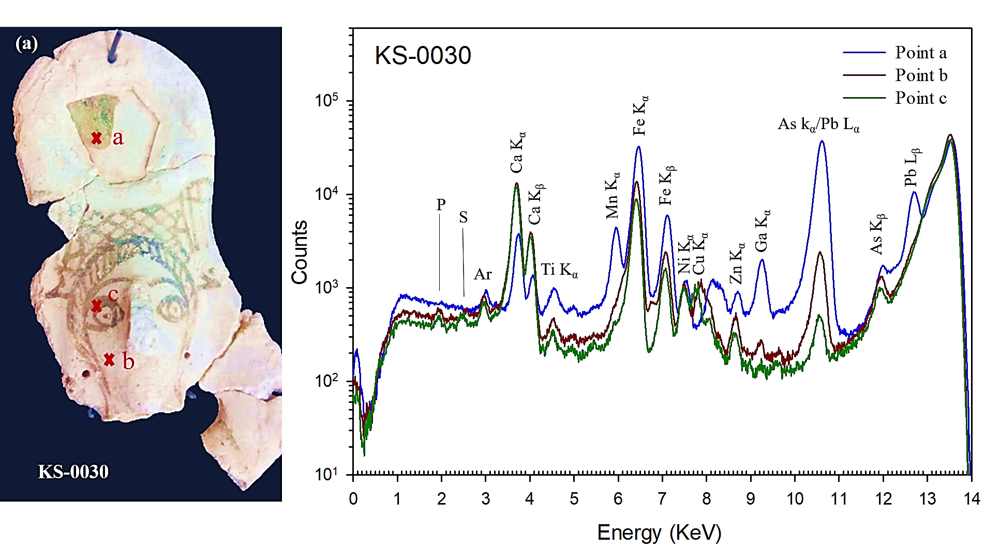 (a)
a
c
b
KS-0030
KS-0030
Point a
Point b
Point c
Counts
10⁵
10⁴
10³
10²
10¹
P
S
Ar
Ca Kα
Ca Kβ
Ti Kα
Mn Kα
Fe Kα
Fe Kβ
Ni Kα
Cu Kα
Zn Kα
Ga Kα
As kα/Pb Lα
As Kβ
Pb Lβ
0 1 2 3 4 5 6 7 8 9 10 11 12 13 14
Energy (KeV)